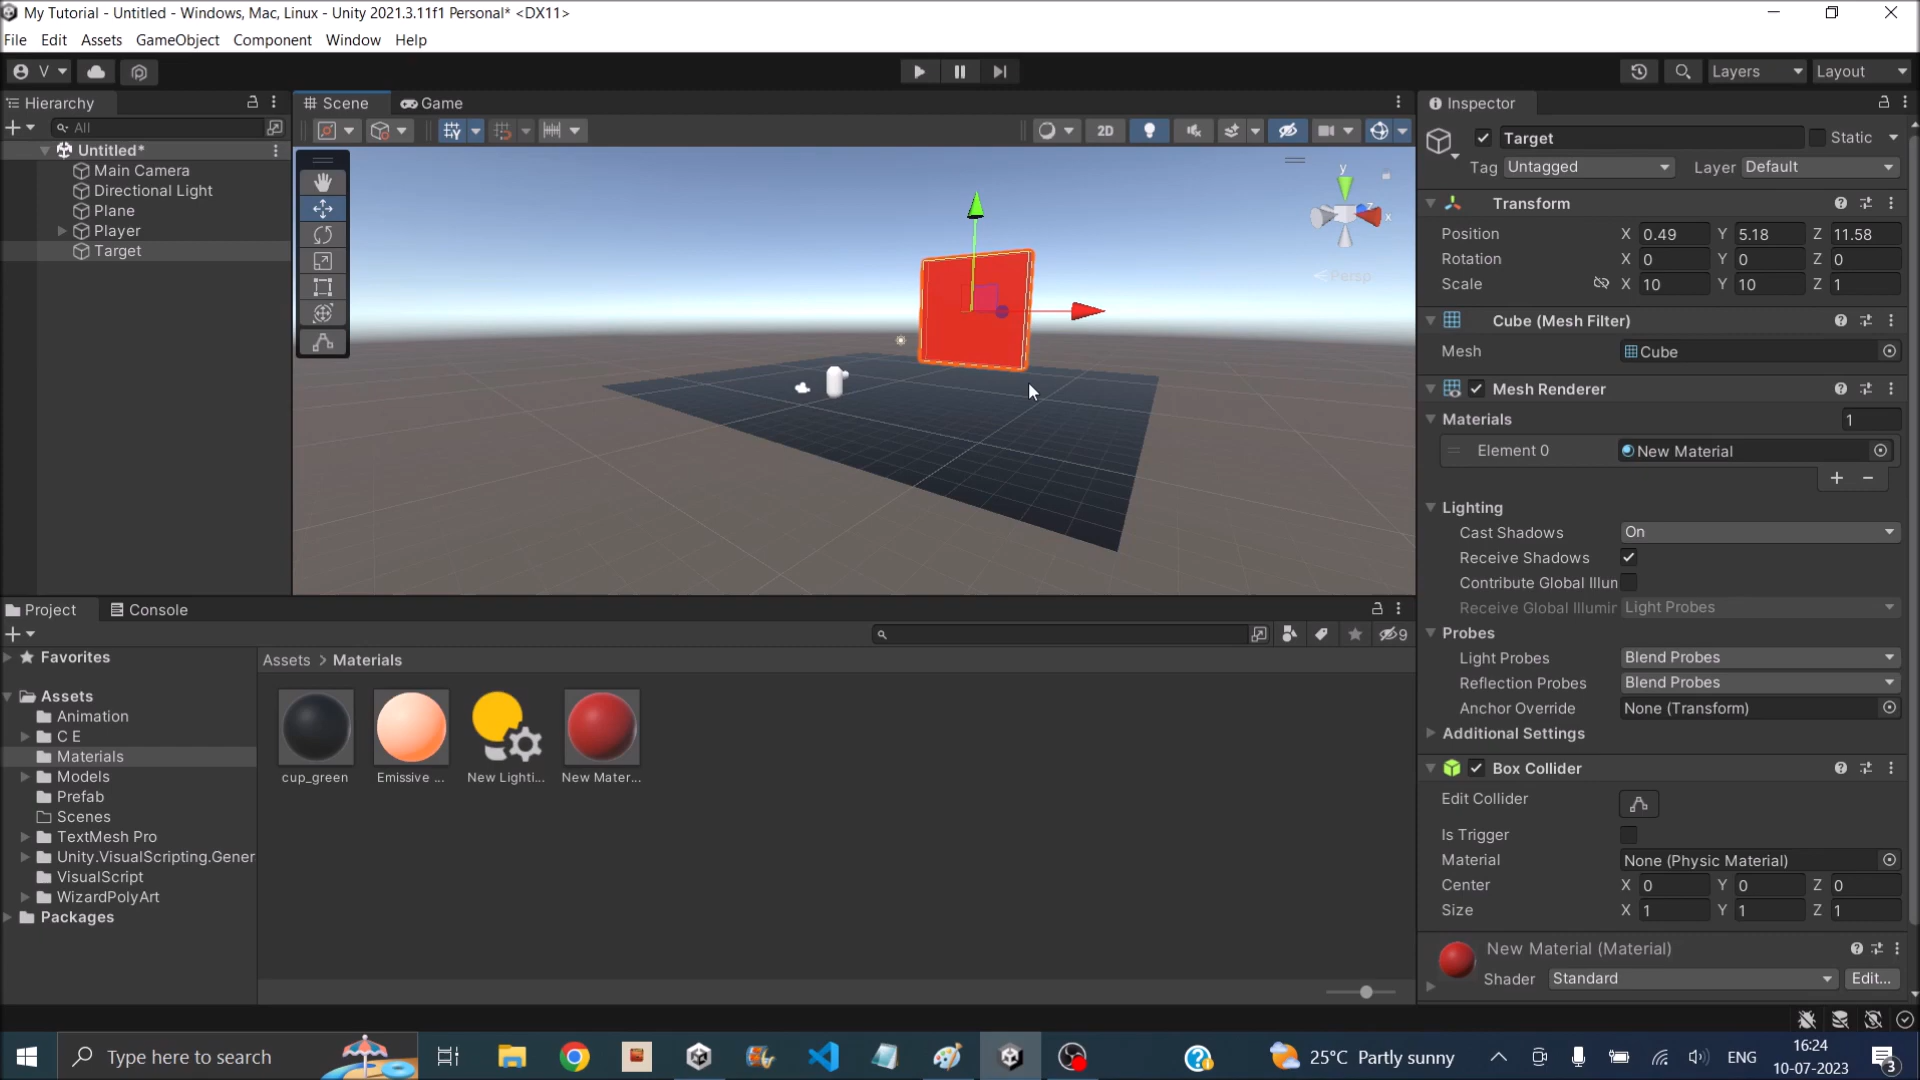 My Tutorial - Untitled - Windows, Mac, Linux - Unity 2021.3.11f1 Personal* <DX11>
File Edit Assets GameObject Component Window Help
V Layers Layout
Hierarchy
All
Untitled*
Main Camera
Directional Light
Plane
Player
Target
Scene Game
2D
y
z
x
Persp
Inspector
Target Static
Tag Untagged Layer Default
Transform
Position X 0.49 Y 5.18 Z 11.58
Rotation X 0 Y 0 Z 0
Scale X 10 Y 10 Z 1
Cube (Mesh Filter)
Mesh Cube
Mesh Renderer
Materials 1
Element 0 New Material
Lighting
Cast Shadows On
Receive Shadows
Contribute Global Illun
Receive Global Illumir Light Probes
Probes
Light Probes Blend Probes
Reflection Probes Blend Probes
Anchor Override None (Transform)
Additional Settings
Box Collider
Edit Collider
Is Trigger
Material None (Physic Material)
Center X 0 Y 0 Z 0
Size X 1 Y 1 Z 1
New Material (Material)
Shader Standard Edit...
Project Console
9
Favorites
Assets
Animation
C E
Materials
Models
Prefab
Scenes
TextMesh Pro
Unity.VisualScripting.Gener
VisualScript
WizardPolyArt
Packages
Assets > Materials
cup_green Emissive ... New Lighti... New Mater...
Type here to search
25°C Partly sunny
ENG
16:24
10-07-2023
3